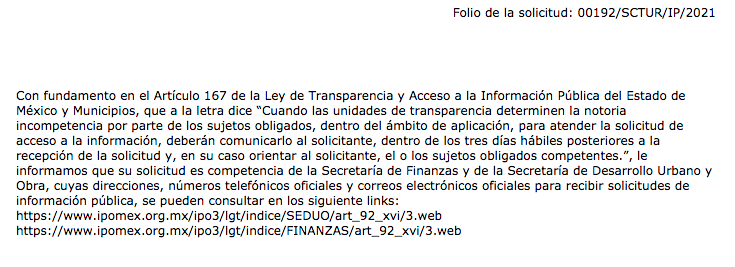 Folio de la solicitud: 00192/SCTUR/IP/2021
Con fundamento en el Artículo 167 de la Ley de Transparencia y Acceso a la Información Pública del Estado de
México y Municipios, que a la letra dice “Cuando las unidades de transparencia determinen la notoria
incompetencia por parte de los sujetos obligados, dentro del ámbito de aplicación, para atender la solicitud de
acceso a la información, deberán comunicarlo al solicitante, dentro de los tres días hábiles posteriores a la
recepción de la solicitud y, en su caso orientar al solicitante, el o los sujetos obligados competentes.”, le
informamos que su solicitud es competencia de la Secretaría de Finanzas y de la Secretaría de Desarrollo Urbano y
Obra, cuyas direcciones, números telefónicos oficiales y correos electrónicos oficiales para recibir solicitudes de
información pública, se pueden consultar en los siguiente links:
https://www.ipomex.org.mx/ipo3/lgt/indice/SEDUO/art_92_xvi/3.web
https://www.ipomex.org.mx/ipo3/lgt/indice/FINANZAS/art_92_xvi/3.web